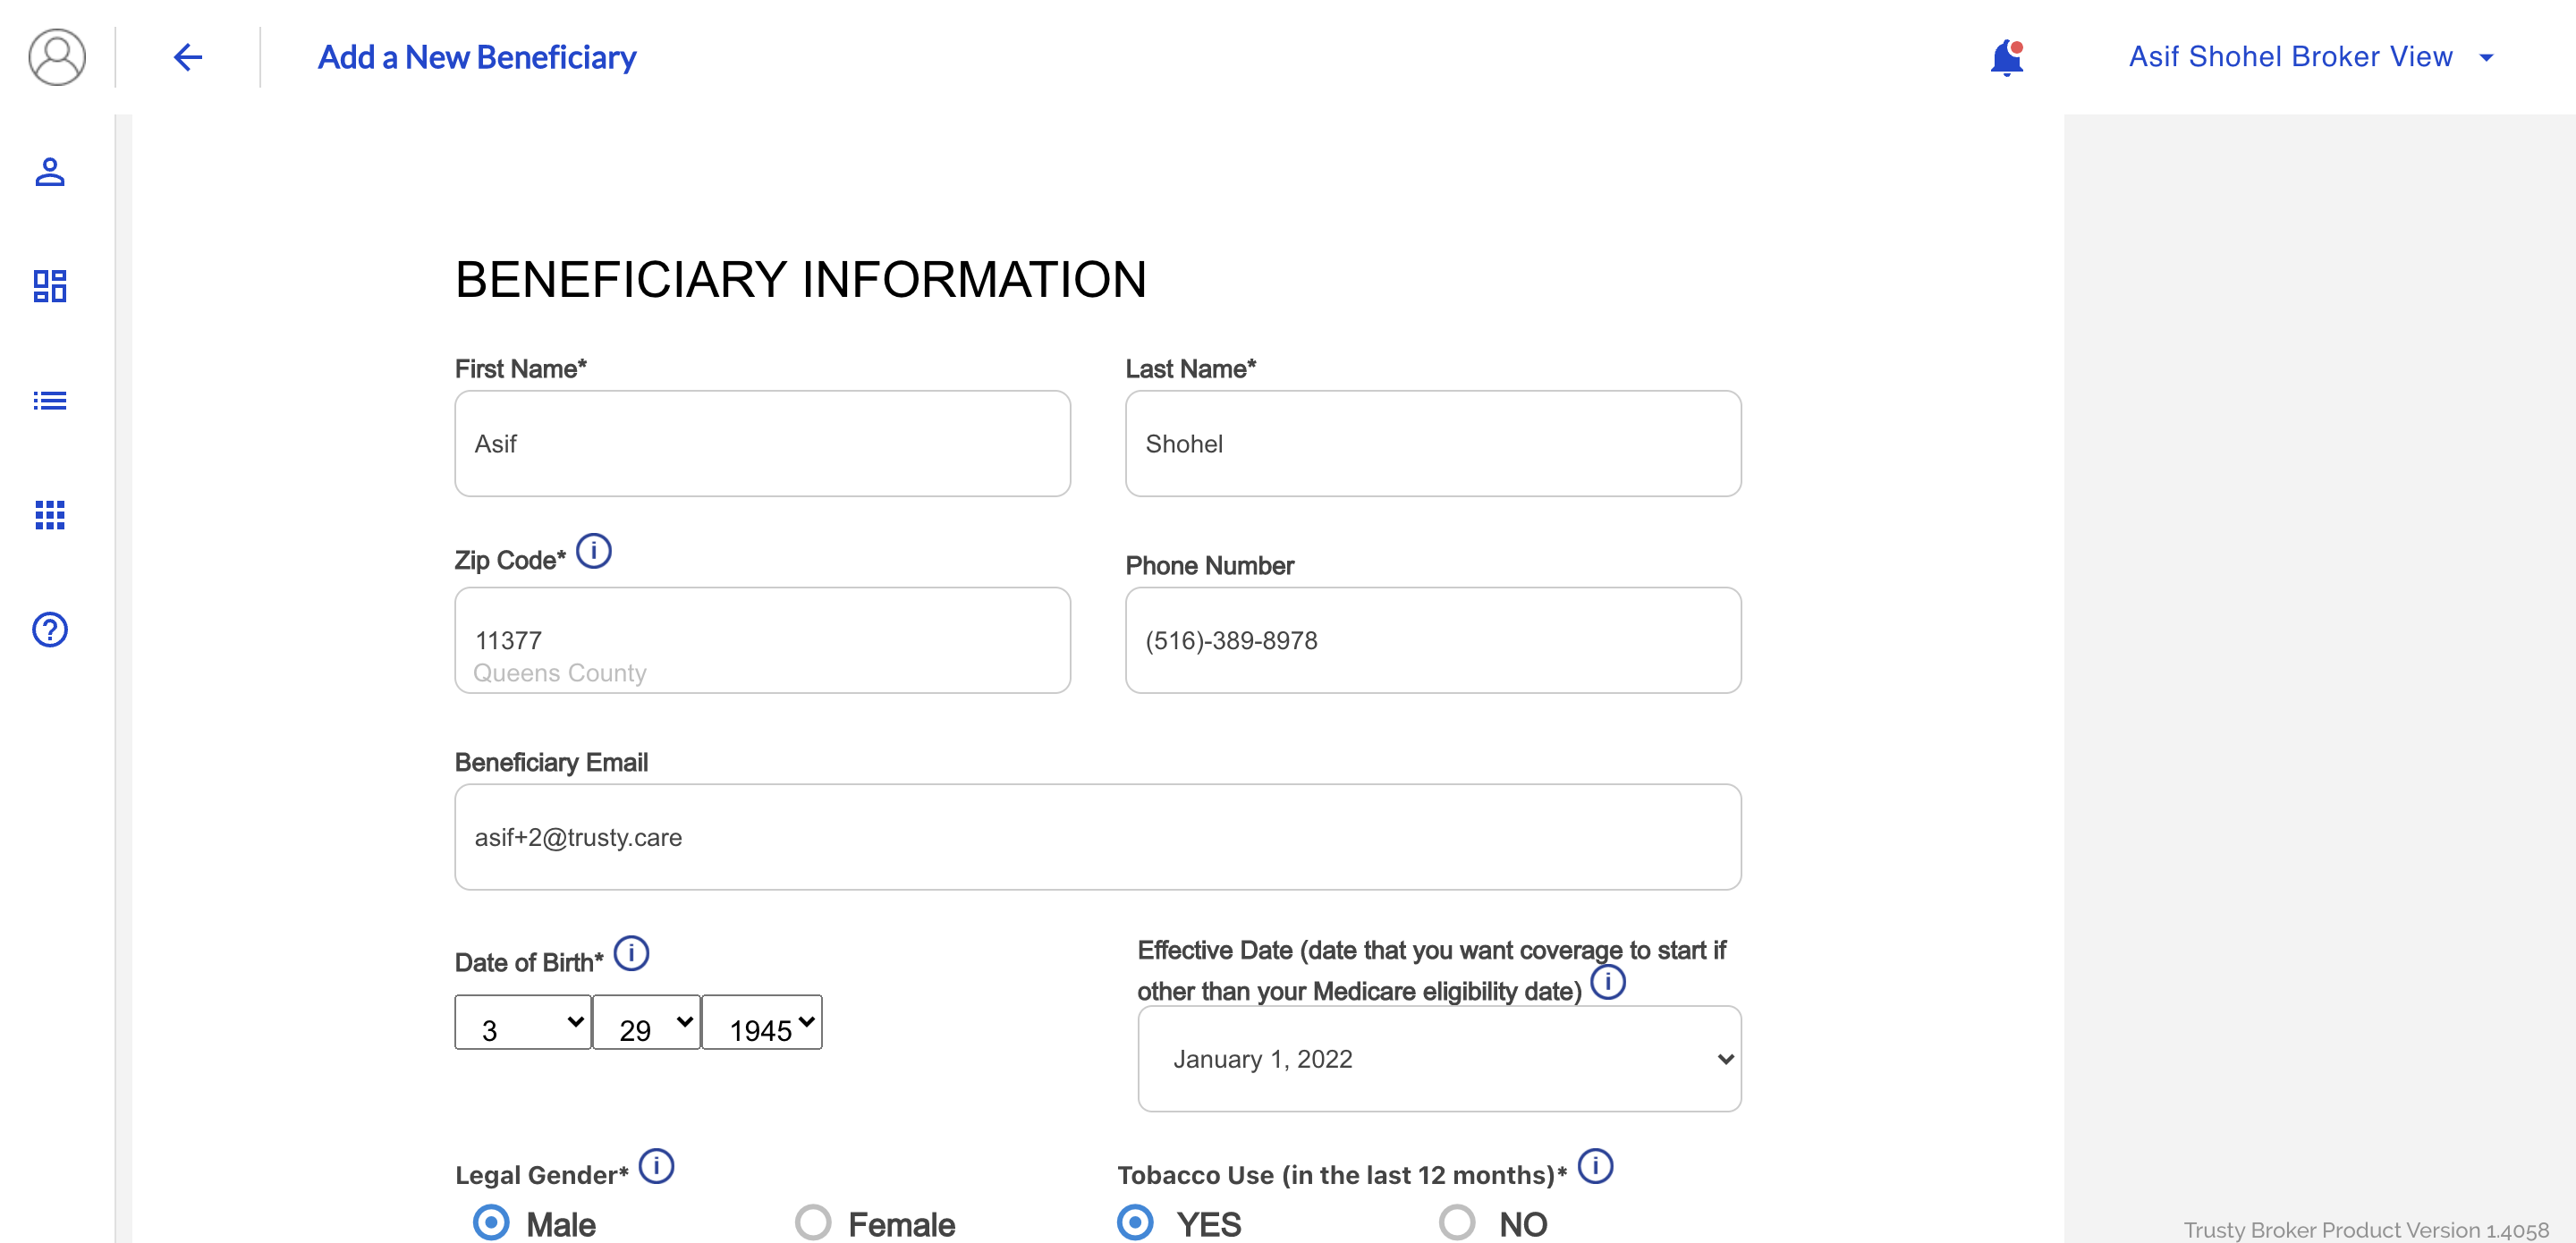 Add a New Beneficiary
Asif Shohel Broker View
BENEFICIARY INFORMATION
First Name*
Last Name*
Asif
Shohel
Zip Code*
Phone Number
11377
Queens County
(516)-389-8978
Beneficiary Email
asif+2@trusty.care
Date of Birth*
Effective Date (date that you want coverage to start if
other than your Medicare eligibility date)
3
29
1945
January 1, 2022
Legal Gender*
Tobacco Use (in the last 12 months)*
Male
Female
YES
NO
Trusty Broker Product Version 1.4058